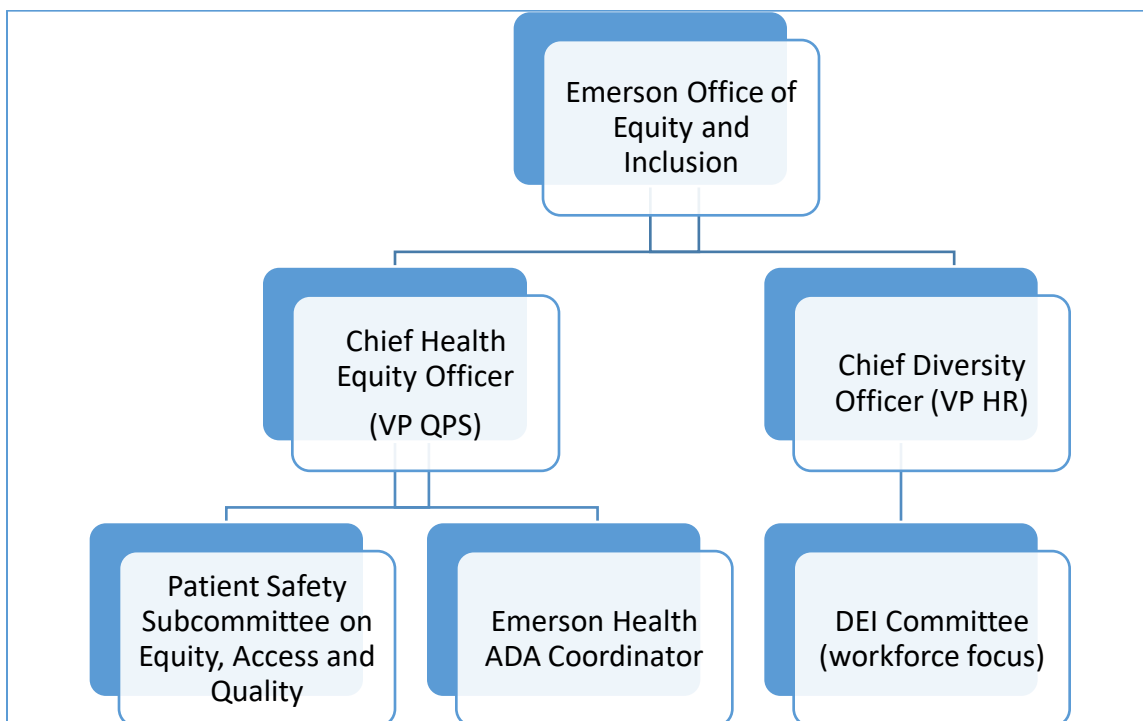 Emerson Office of
Equity and
Inclusion
Chief Health
Equity Officer
(VP QPS)
Chief Diversity
Officer (VP HR)
Patient Safety
Subcommittee on
Equity, Access and
Quality
Emerson Health
ADA Coordinator
DEI Committee
(workforce focus)